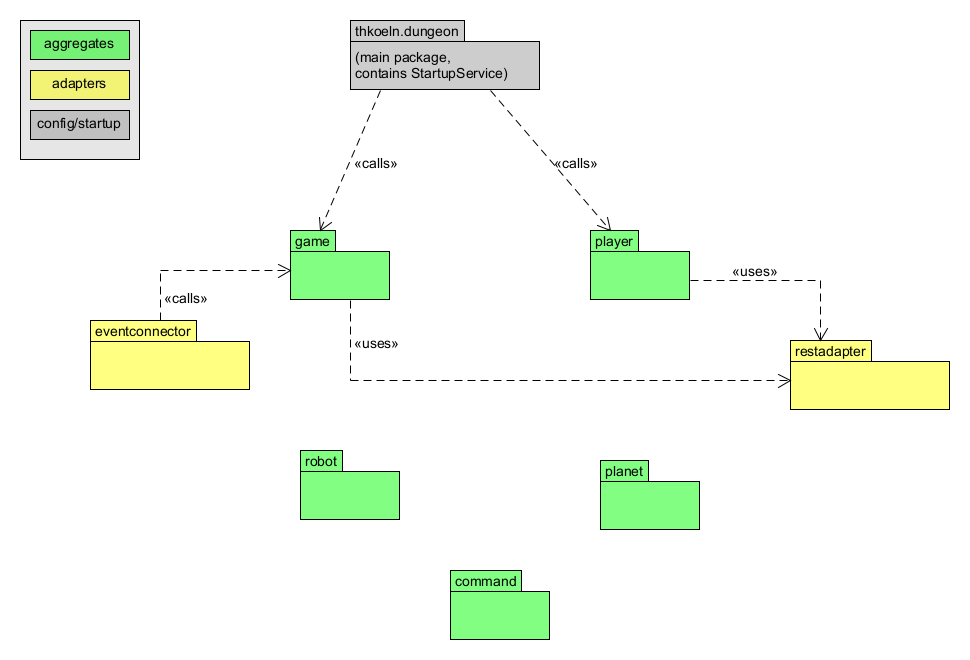 aggregates
adapters
config/startup
thkoeln.dungeon
(main package,
contains StartupService)
«calls»
«calls»
game
player
«uses»
«calls»
eventconnector
«uses»
restadapter
robot
planet
command